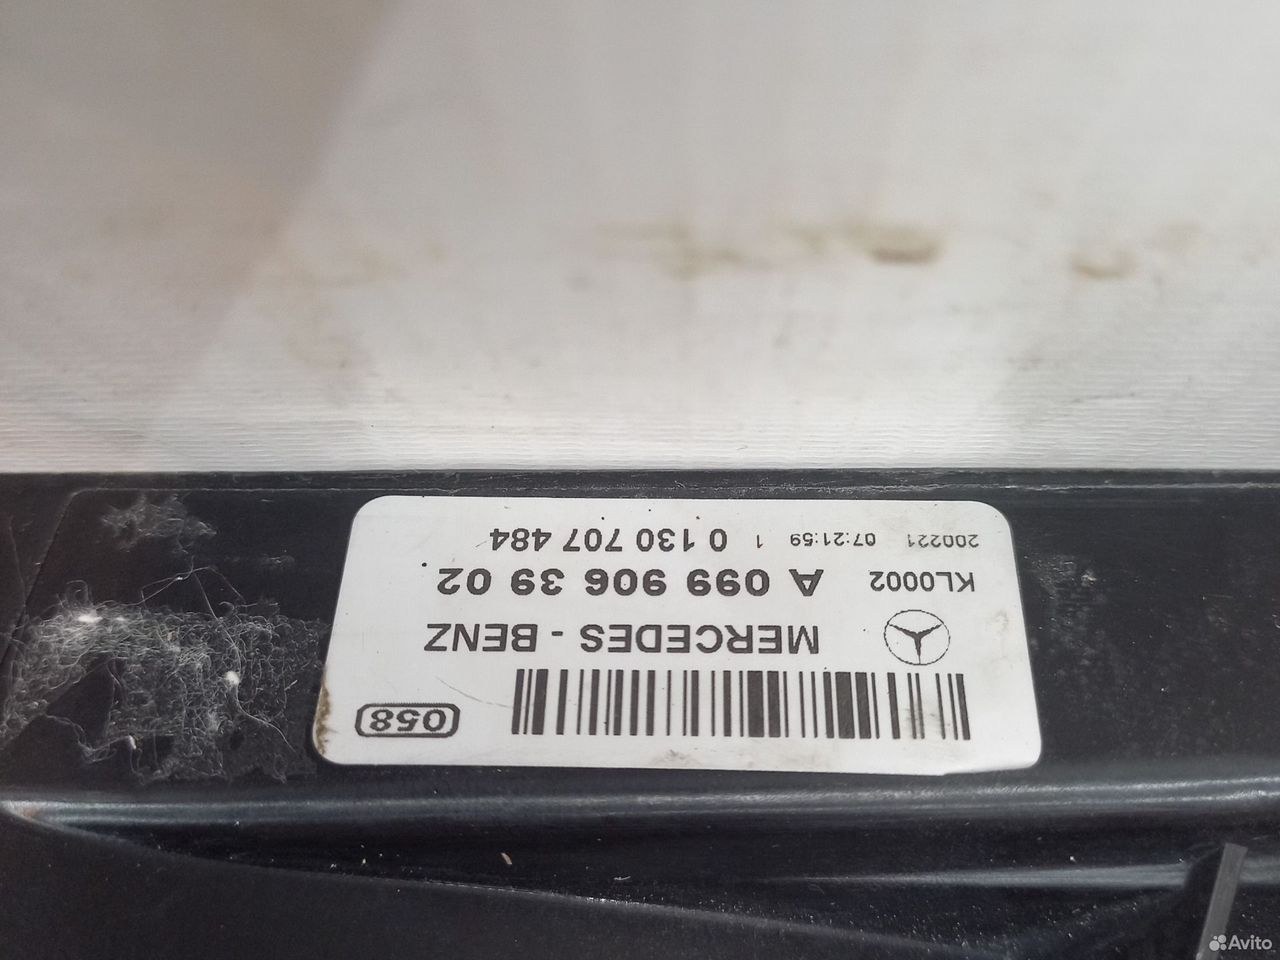 058
MERCEDES - BENZ
KL0002 A 099 906 39 02
200221 07:21:59 1 0 130 707 484
Avito